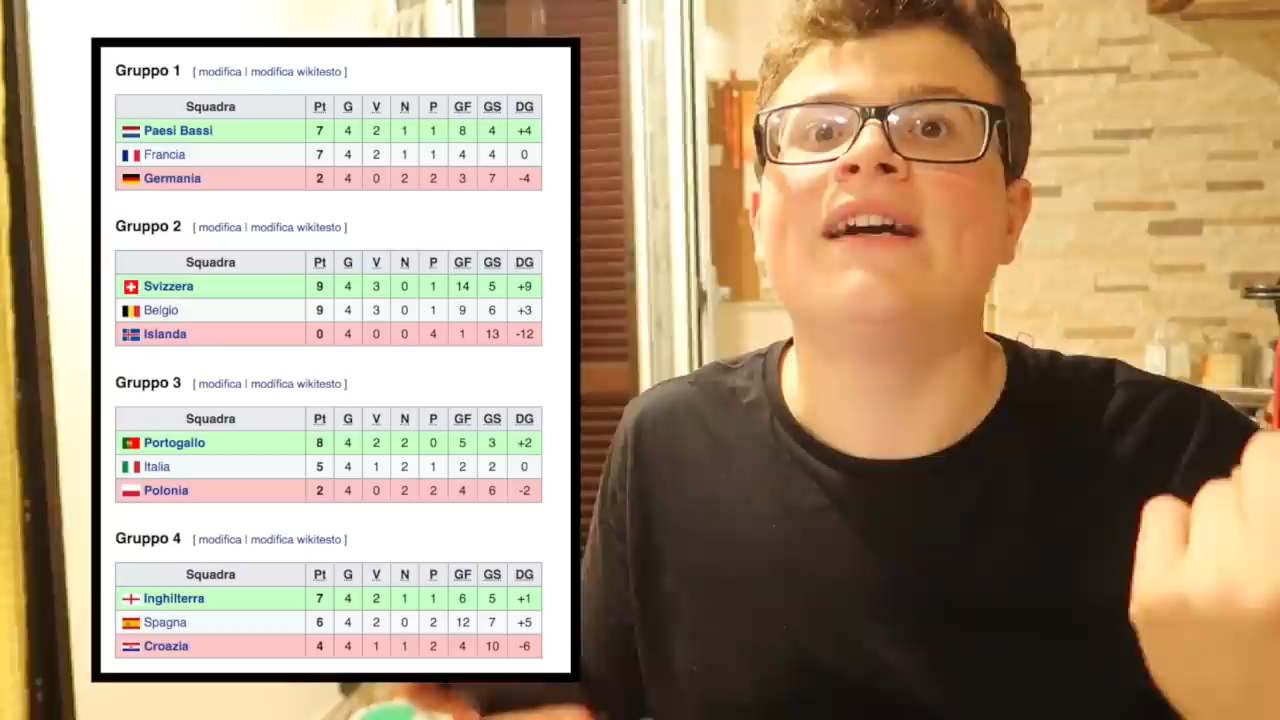 Gruppo 1 [ modifica | modifica wikitesto ]
Squadra Pt G V N P GF GS DG
Paesi Bassi 7 4 2 1 1 8 4 +4
Francia 7 4 2 1 1 4 4 0
Germania 2 4 0 2 2 3 7 -4
Gruppo 2 [ modifica | modifica wikitesto ]
Squadra Pt G V N P GF GS DG
Svizzera 9 4 3 0 1 14 5 +9
Belgio 9 4 3 0 1 9 6 +3
Islanda 0 4 0 0 4 1 13 -12
Gruppo 3 [ modifica | modifica wikitesto ]
Squadra Pt G V N P GF GS DG
Portogallo 8 4 2 2 0 5 3 +2
Italia 5 4 1 2 1 2 2 0
Polonia 2 4 0 2 2 4 6 -2
Gruppo 4 [ modifica | modifica wikitesto ]
Squadra Pt G V N P GF GS DG
Inghilterra 7 4 2 1 1 6 5 +1
Spagna 6 4 2 0 2 12 7 +5
Croazia 4 4 1 1 2 4 10 -6